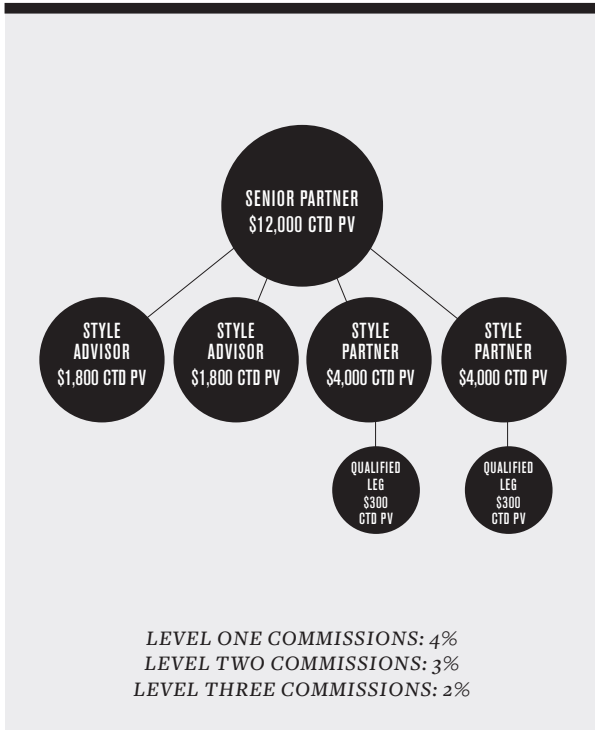 SENIOR PARTNER
$12,000 CTD PV
STYLE
ADVISOR
$1,800 CTD PV
STYLE
ADVISOR
$1,800 CTD PV
STYLE
PARTNER
$4,000 CTD PV
STYLE
PARTNER
$4,000 CTD PV
QUALIFIED
LEG
$300
CTD PV
QUALIFIED
LEG
$300
CTD PV
LEVEL ONE COMMISSIONS: 4%
LEVEL TWO COMMISSIONS: 3%
LEVEL THREE COMMISSIONS: 2%